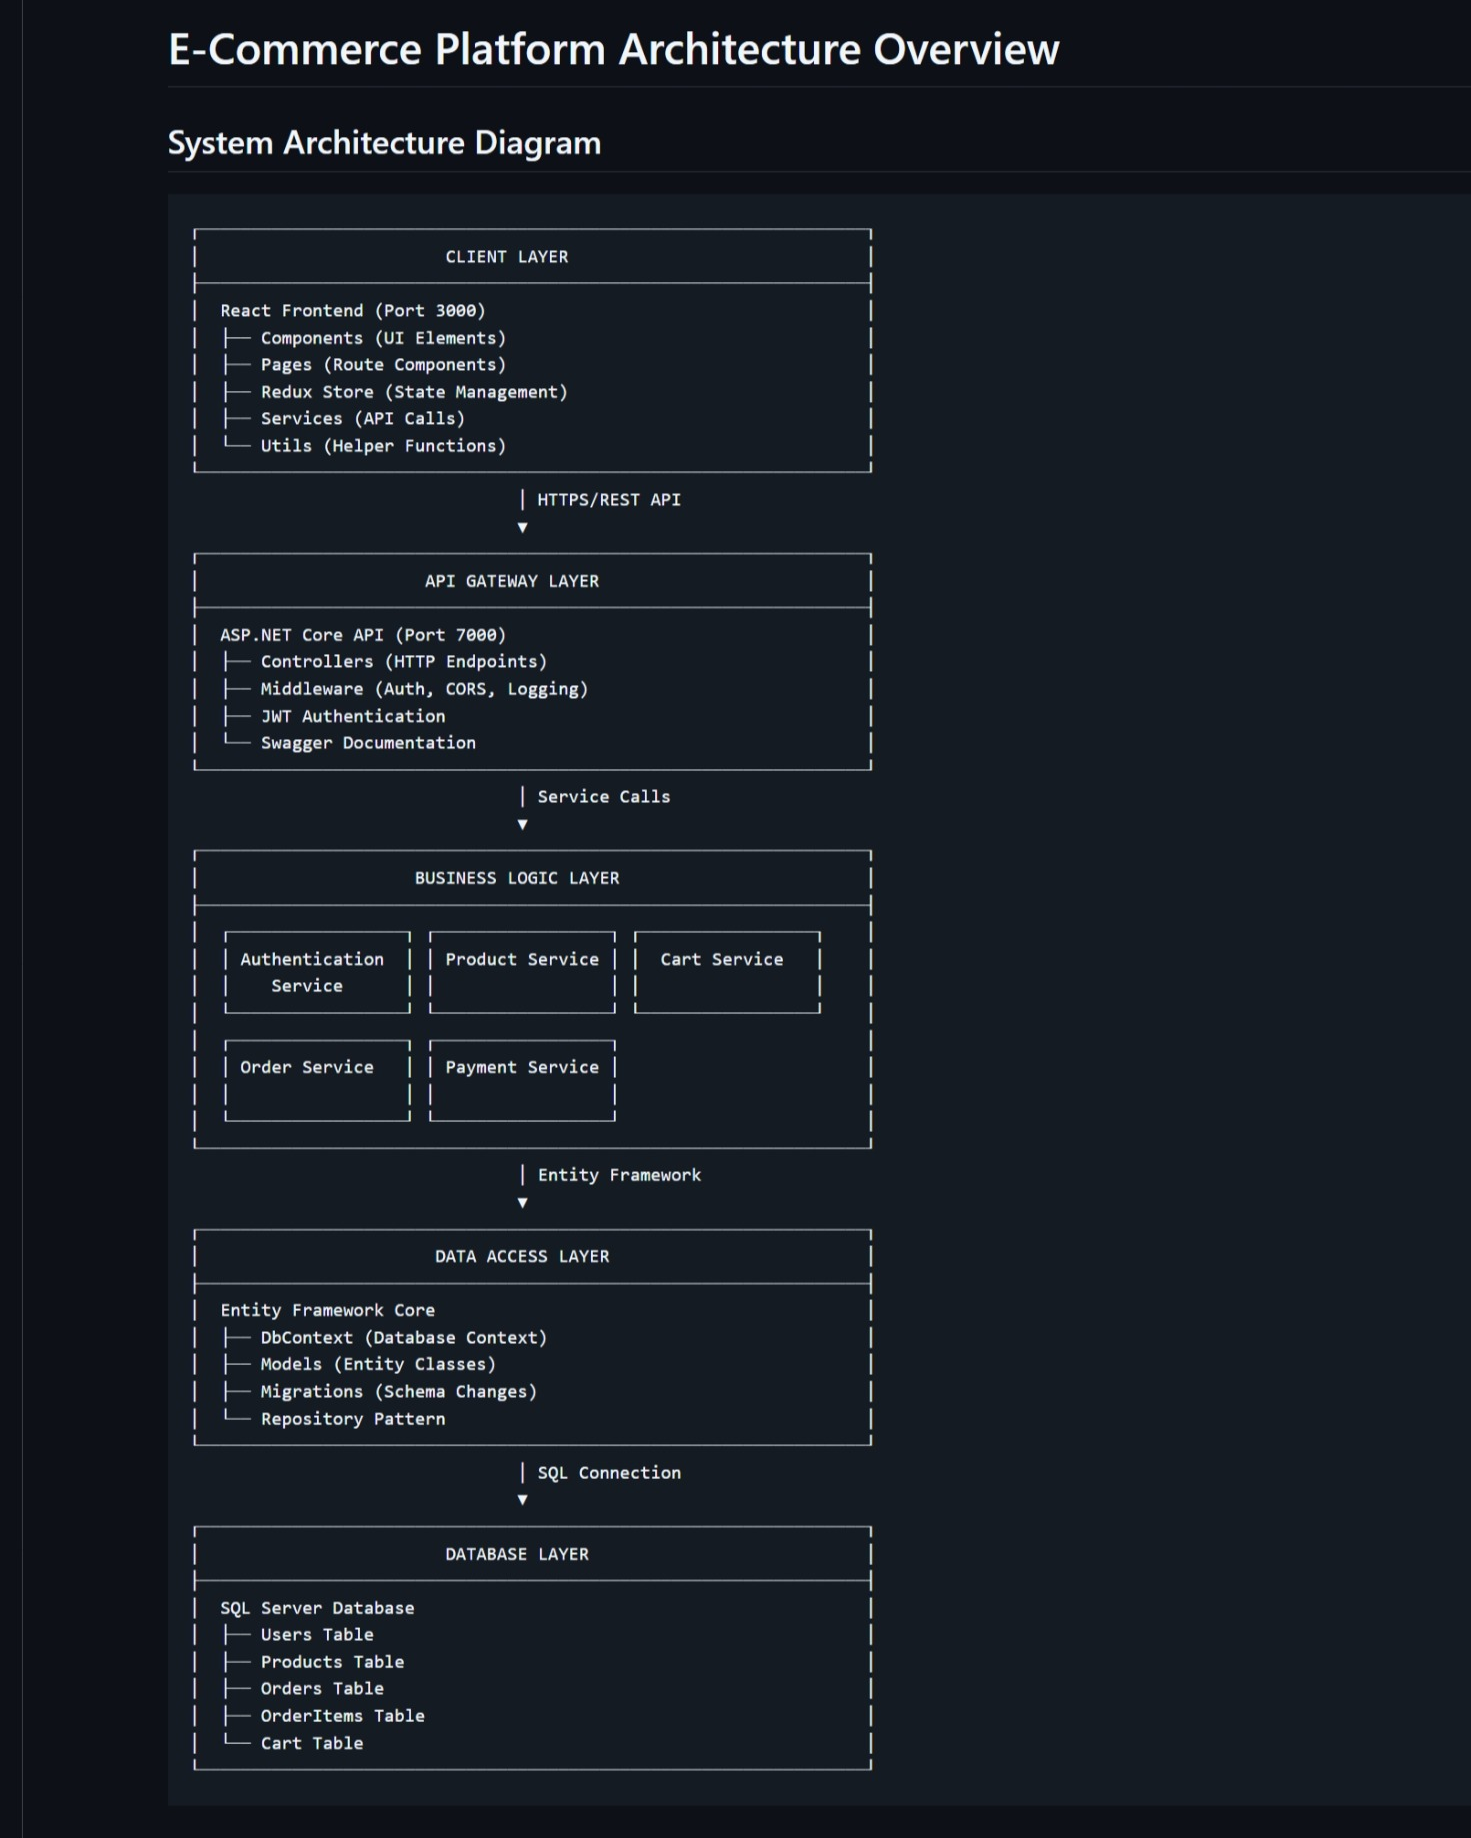 E-Commerce Platform Architecture Overview
System Architecture Diagram
CLIENT LAYER
React Frontend (Port 3000)
├── Components (UI Elements)
├── Pages (Route Components)
├── Redux Store (State Management)
├── Services (API Calls)
└── Utils (Helper Functions)
│ HTTPS/REST API
▼
API GATEWAY LAYER
ASP.NET Core API (Port 7000)
├── Controllers (HTTP Endpoints)
├── Middleware (Auth, CORS, Logging)
├── JWT Authentication
└── Swagger Documentation
│ Service Calls
▼
BUSINESS LOGIC LAYER
Authentication Service
Product Service
Cart Service
Order Service
Payment Service
│ Entity Framework
▼
DATA ACCESS LAYER
Entity Framework Core
├── DbContext (Database Context)
├── Models (Entity Classes)
├── Migrations (Schema Changes)
└── Repository Pattern
│ SQL Connection
▼
DATABASE LAYER
SQL Server Database
├── Users Table
├── Products Table
├── Orders Table
├── OrderItems Table
└── Cart Table